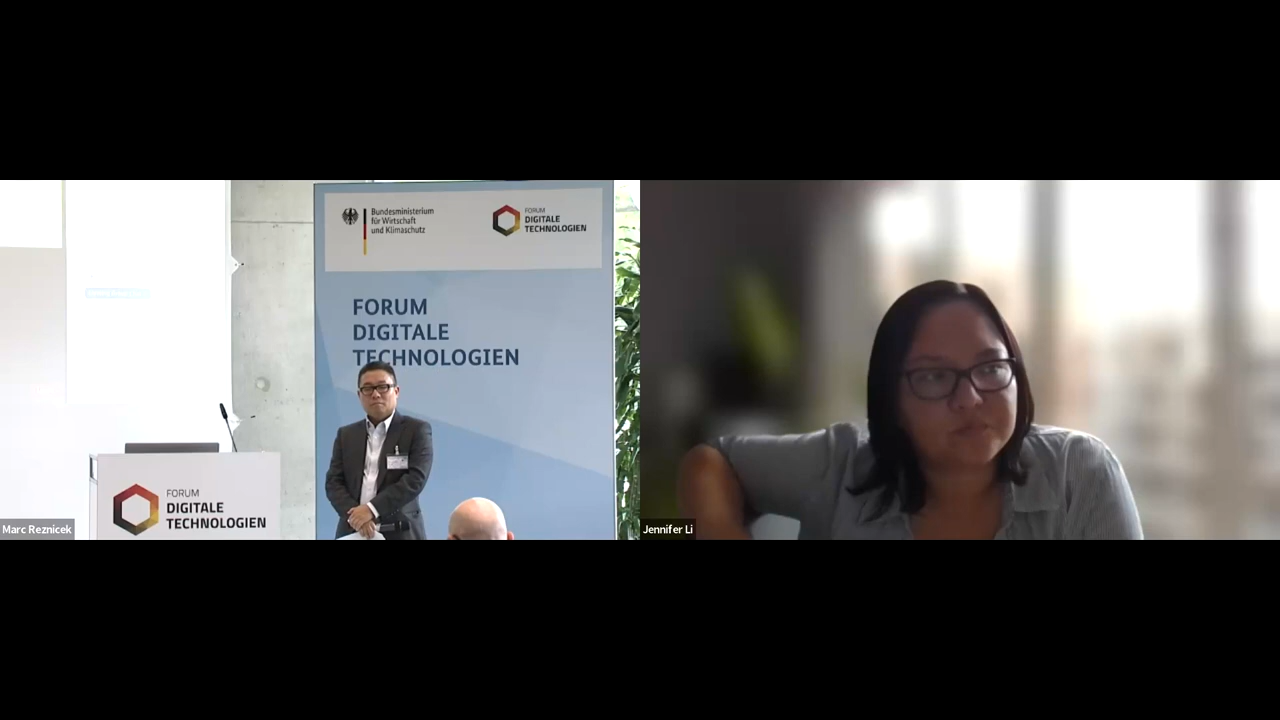 Bundesministerium
für Wirtschaft
und Klimaschutz
FORUM
DIGITALE
TECHNOLOGIEN
FORUM
DIGITALE
TECHNOLOGIEN
FORUM
DIGITALE
TECHNOLOGIEN
Marc Reznicek
Jennifer Li